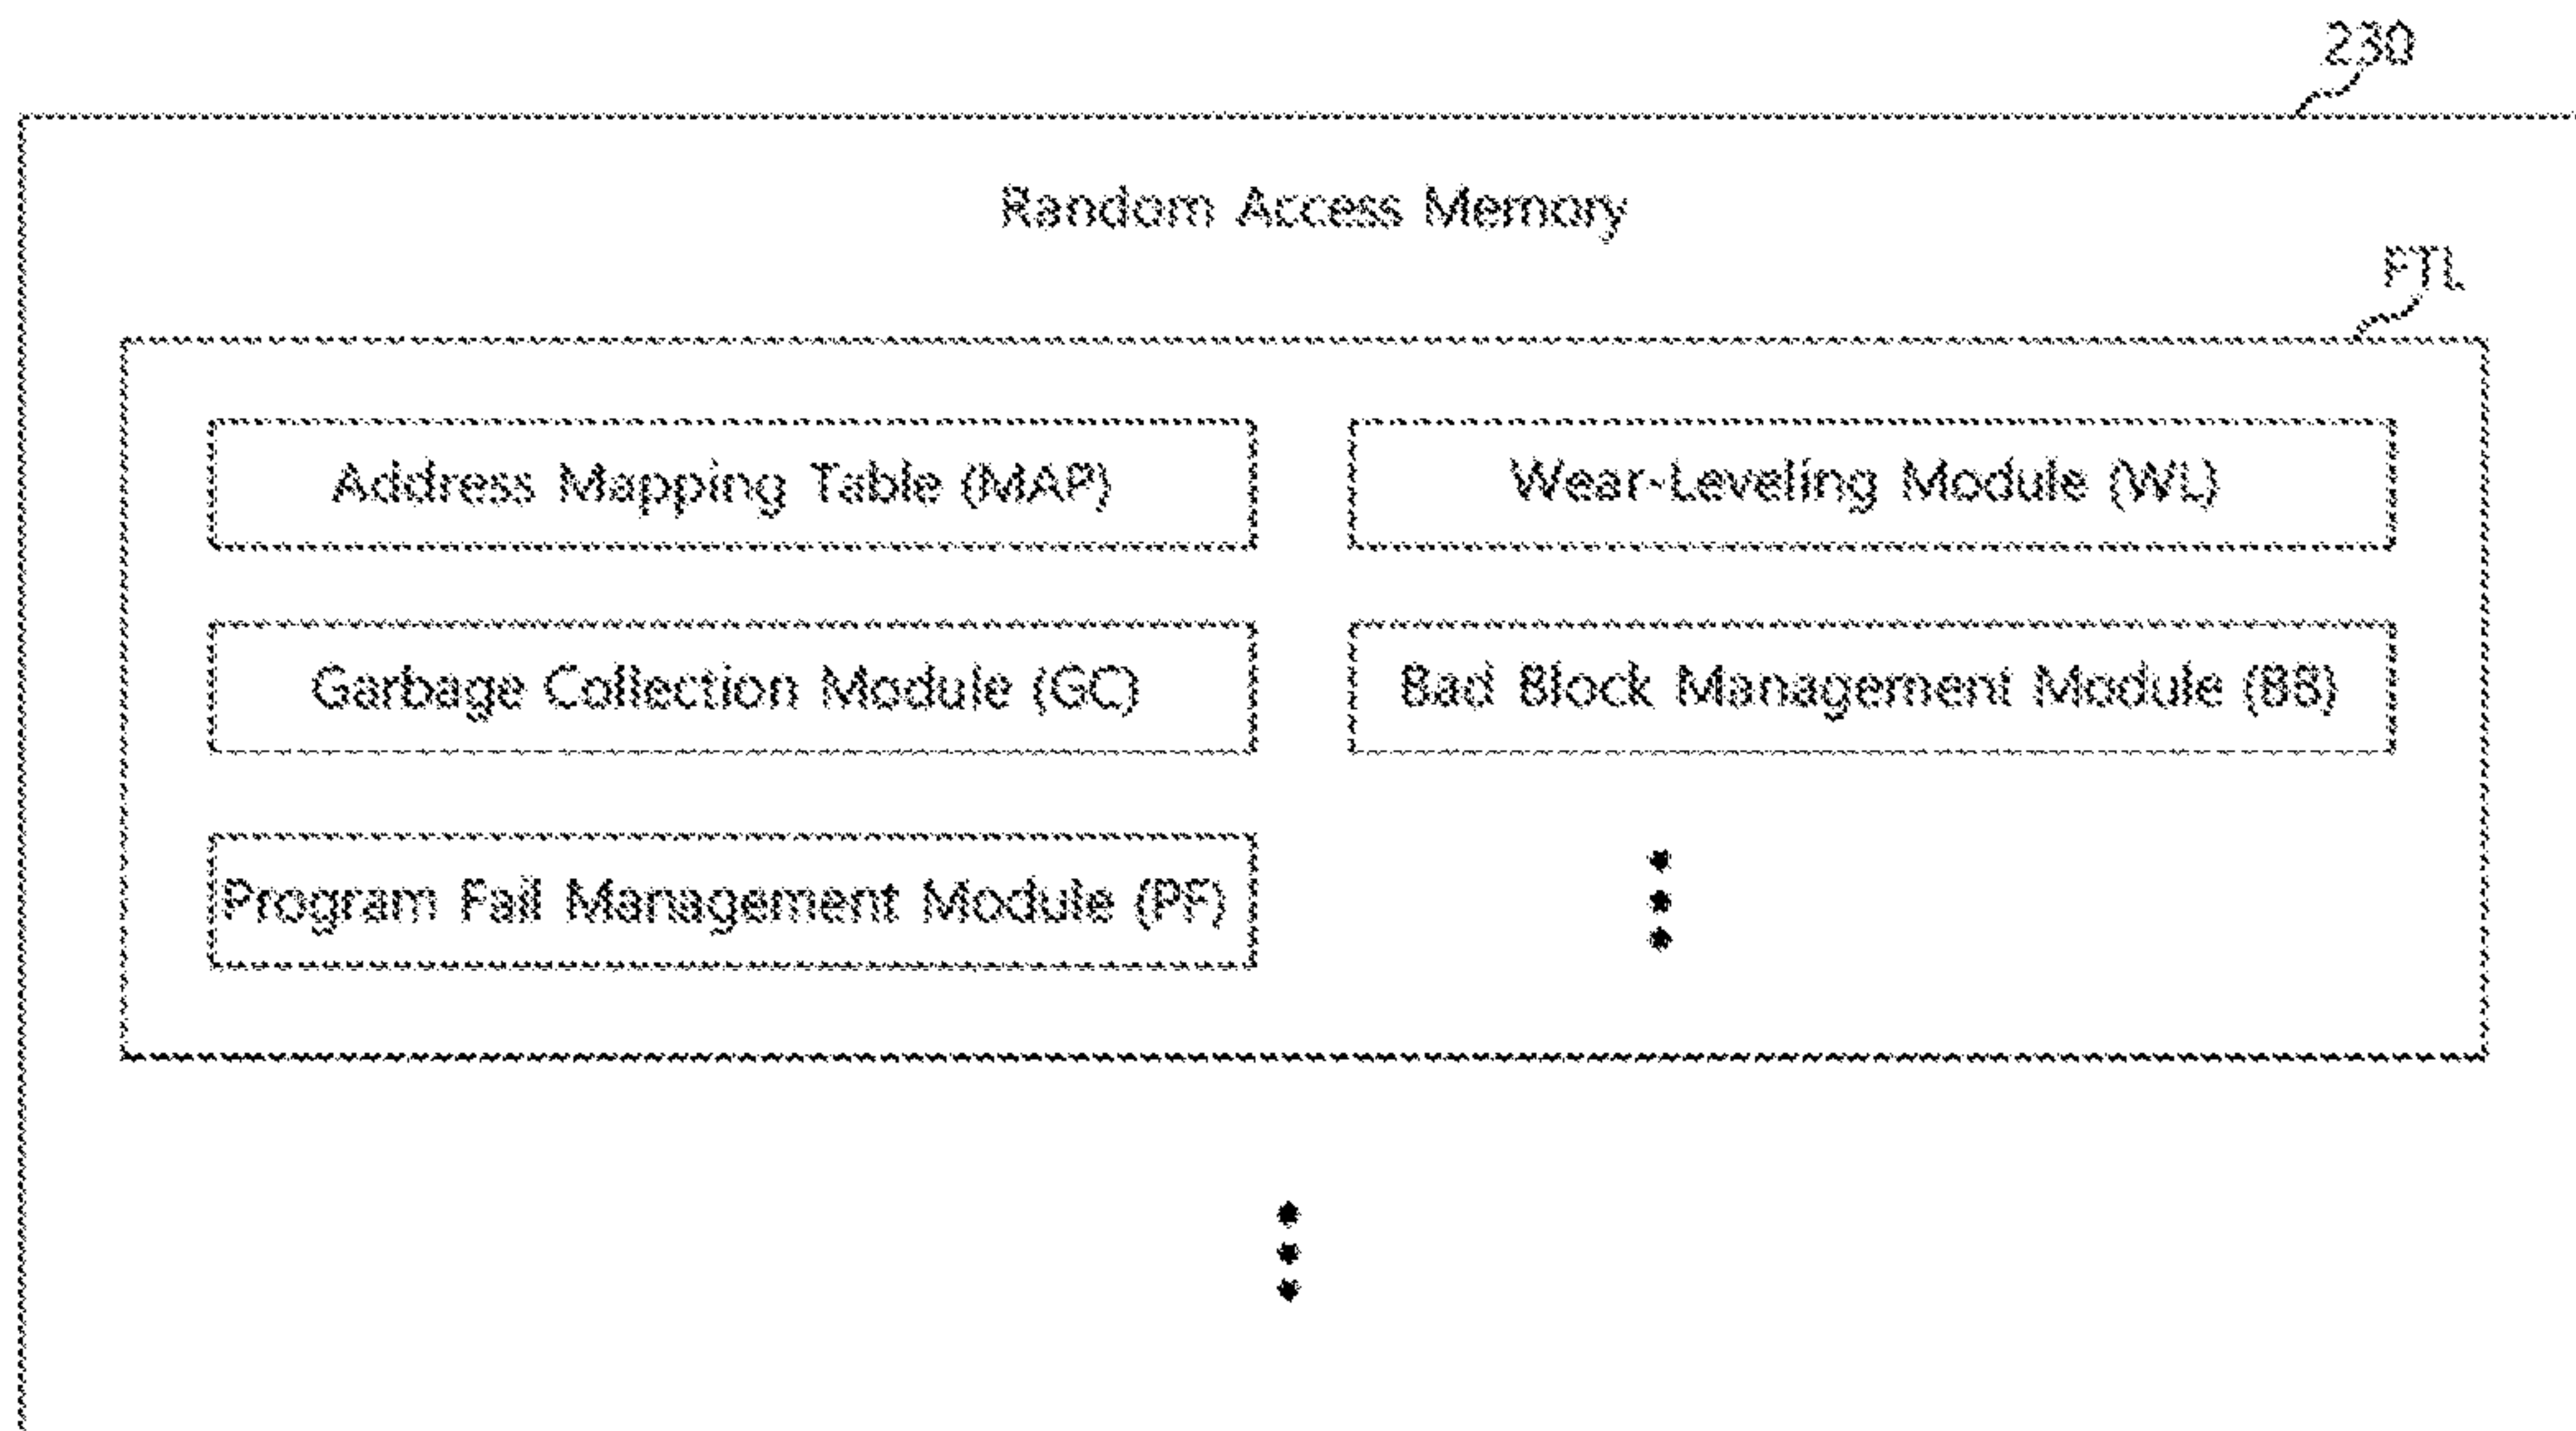 230
Random Access Memory
FTL
Address Mapping Table (MAP)
Wear-Leveling Module (WL)
Garbage Collection Module (GC)
Bad Block Management Module (BB)
Program Fail Management Module (PF)